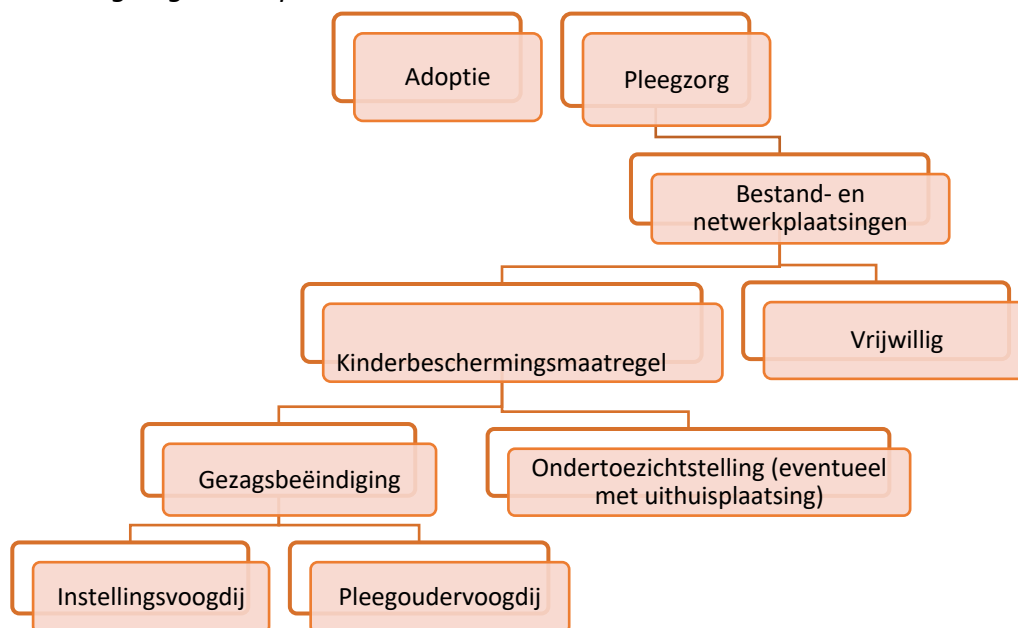 Adoptie
Pleegzorg
Bestand- en
netwerkplaatsingen
Kinderbeschermingsmaatregel
Vrijwillig
Gezagsbeëindiging
Ondertoezichtstelling (eventueel
met uithuisplaatsing)
Instellingsvoogdij
Pleegoudervoogdij